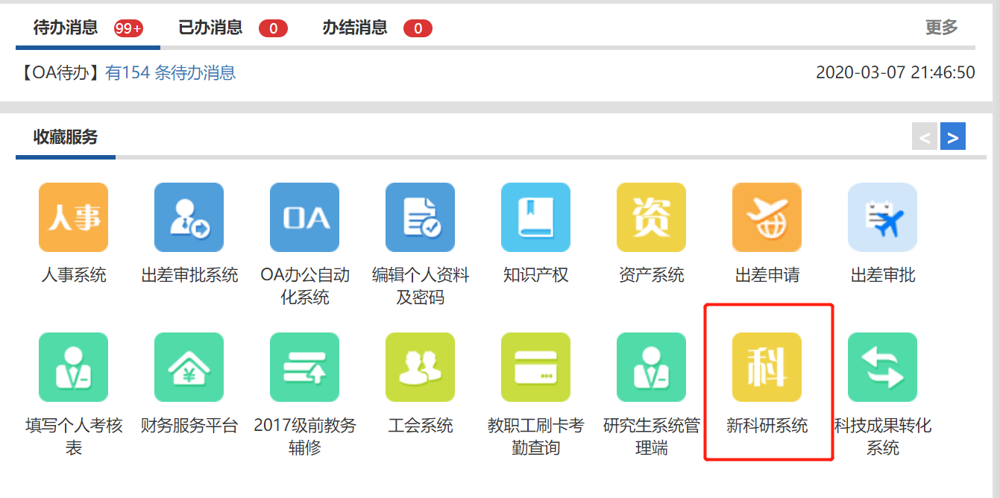 待办消息 99+ 已办消息 0 办结消息 0 更多
【OA待办】有154 条待办消息 2020-03-07 21:46:50
收藏服务 < >
人事 OA 资
人事系统 出差审批系统 OA办公自动 编辑个人资料 知识产权 资产系统 出差申请 出差审批
化系统 及密码
¥ 科
填写个人考核 财务服务平台 2017级前教务 工会系统 教职工刷卡考 研究生系统管 新科研系统 科技成果转化
表 辅修 勤查询 理端 系统